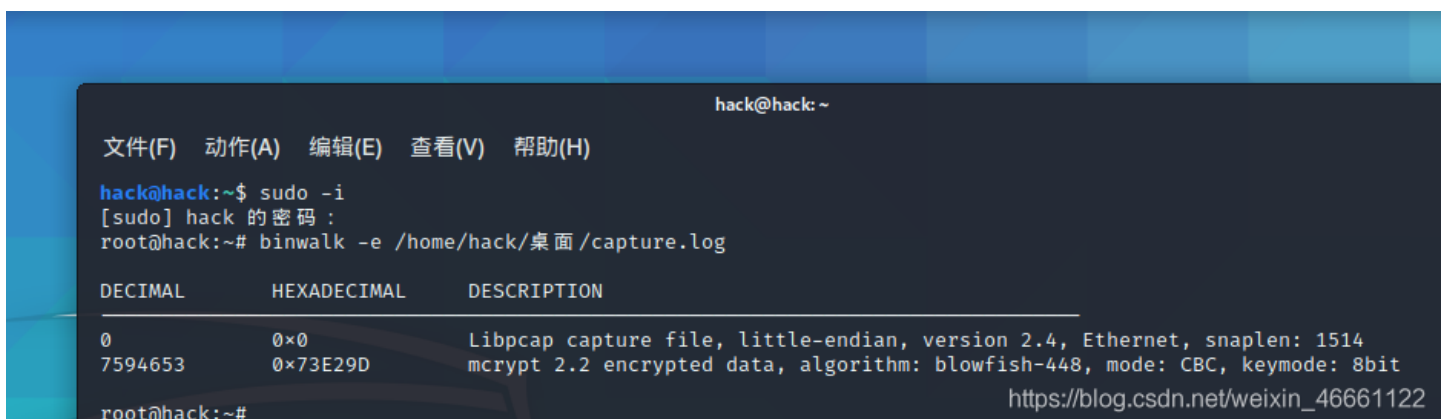 hack@hack: ~
文件(F) 动作(A) 编辑(E) 查看(V) 帮助(H)
hack@hack:~$ sudo -i
[sudo] hack 的密码：
root@hack:~# binwalk -e /home/hack/桌面/capture.log
DECIMAL HEXADECIMAL DESCRIPTION
0 0×0 Libpcap capture file, little-endian, version 2.4, Ethernet, snaplen: 1514
7594653 0×73E29D mcrypt 2.2 encrypted data, algorithm: blowfish-448, mode: CBC, keymode: 8bit
https://blog.csdn.net/weixin_46661122
root@hack:~#